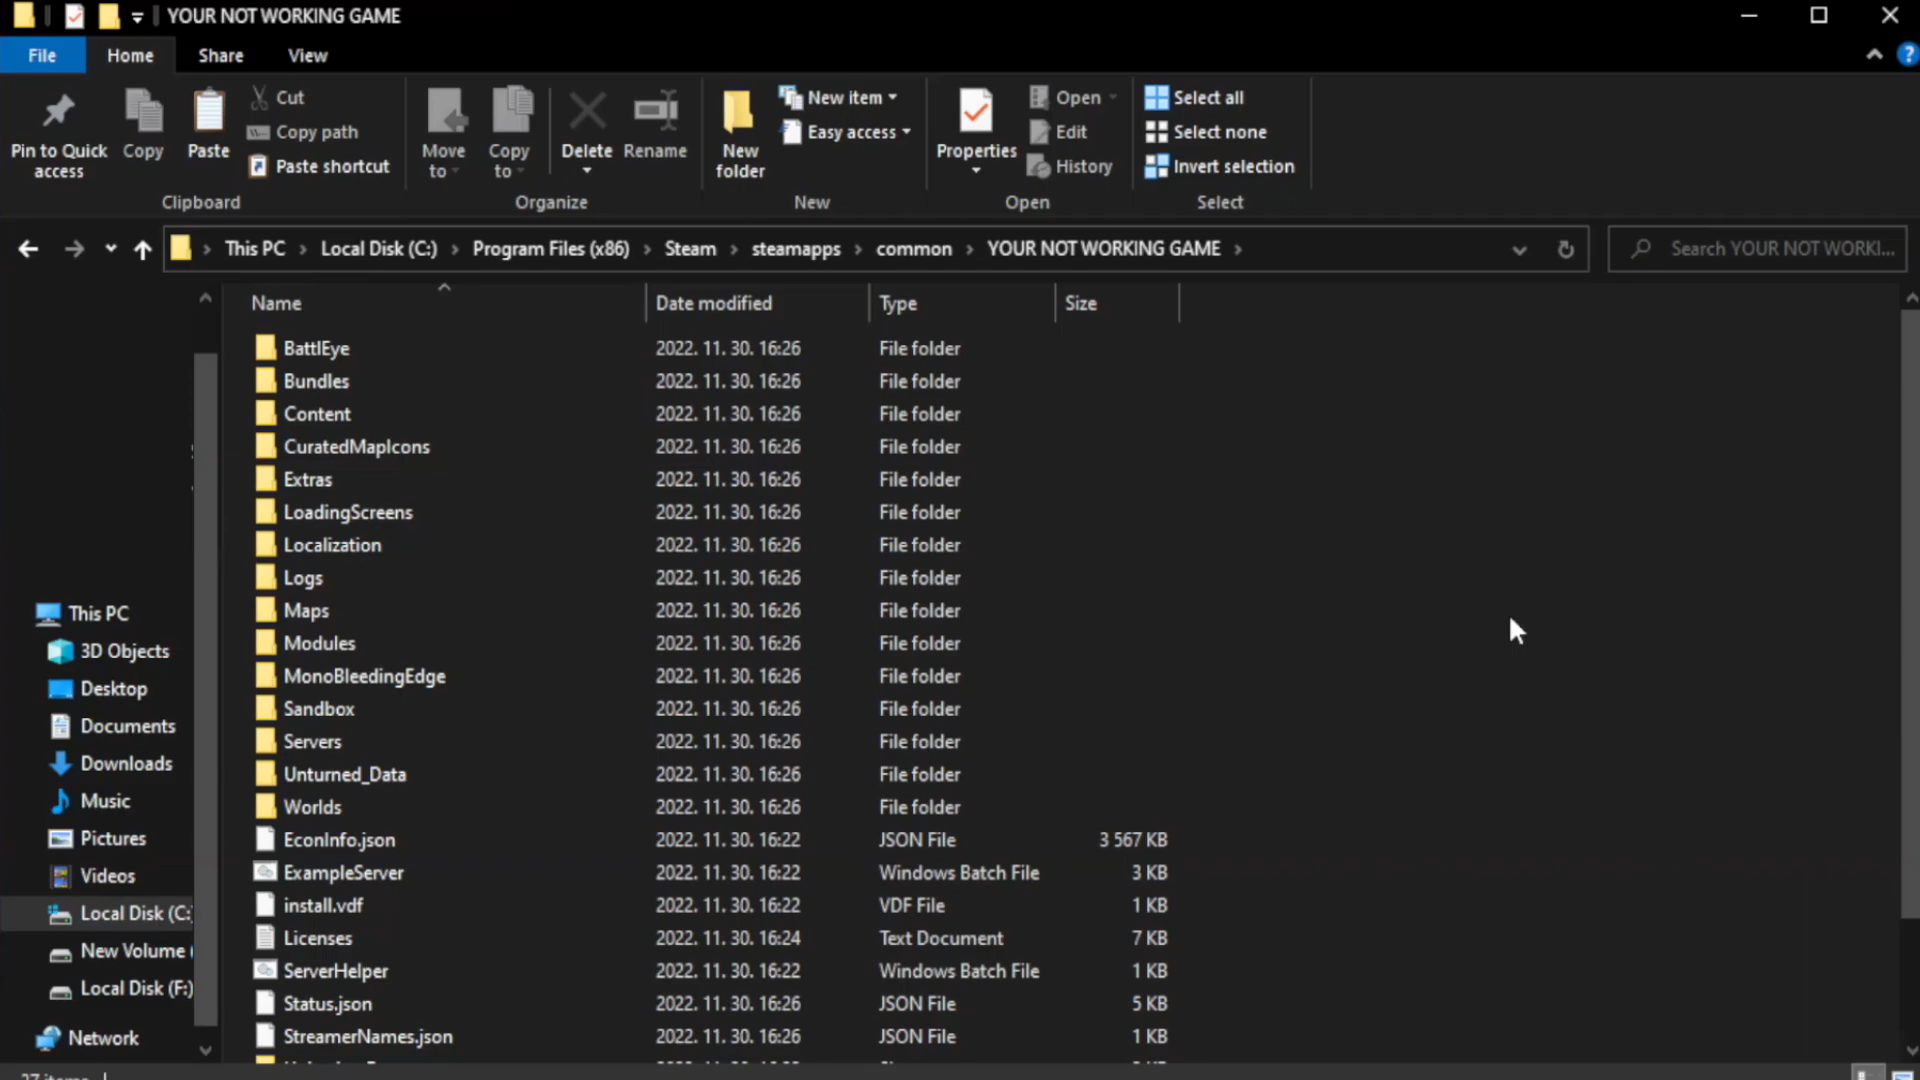 YOUR NOT WORKING GAME
File Home Share View
Pin to Quick access
Copy
Paste
Cut
Copy path
Paste shortcut
Clipboard
Move to
Copy to
Delete
Rename
Organize
New folder
New item
Easy access
New
Properties
Open
Edit
History
Open
Select all
Select none
Invert selection
Select
This PC Local Disk (C:) Program Files (x86) Steam steamapps common YOUR NOT WORKING GAME
Search YOUR NOT WORKI...
Name Date modified Type Size
BattlEye 2022. 11. 30. 16:26 File folder
Bundles 2022. 11. 30. 16:26 File folder
Content 2022. 11. 30. 16:26 File folder
CuratedMapIcons 2022. 11. 30. 16:26 File folder
Extras 2022. 11. 30. 16:26 File folder
LoadingScreens 2022. 11. 30. 16:26 File folder
Localization 2022. 11. 30. 16:26 File folder
Logs 2022. 11. 30. 16:26 File folder
Maps 2022. 11. 30. 16:26 File folder
Modules 2022. 11. 30. 16:26 File folder
MonoBleedingEdge 2022. 11. 30. 16:26 File folder
Sandbox 2022. 11. 30. 16:26 File folder
Servers 2022. 11. 30. 16:26 File folder
Unturned_Data 2022. 11. 30. 16:26 File folder
Worlds 2022. 11. 30. 16:26 File folder
EconInfo.json 2022. 11. 30. 16:22 JSON File 3 567 KB
ExampleServer 2022. 11. 30. 16:22 Windows Batch File 3 KB
install.vdf 2022. 11. 30. 16:22 VDF File 1 KB
Licenses 2022. 11. 30. 16:24 Text Document 7 KB
ServerHelper 2022. 11. 30. 16:22 Windows Batch File 1 KB
Status.json 2022. 11. 30. 16:26 JSON File 5 KB
StreamerNames.json 2022. 11. 30. 16:26 JSON File 1 KB
This PC
3D Objects
Desktop
Documents
Downloads
Music
Pictures
Videos
Local Disk (C:
New Volume (
Local Disk (F:)
Network